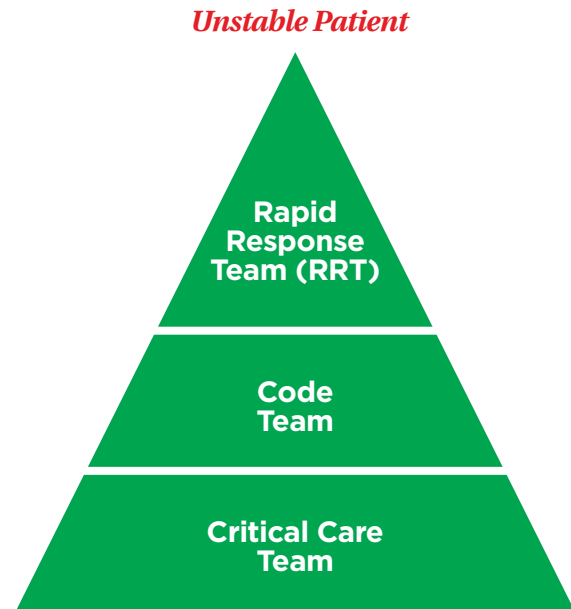 Unstable Patient
Rapid
Response
Team (RRT)
Code
Team
Critical Care
Team